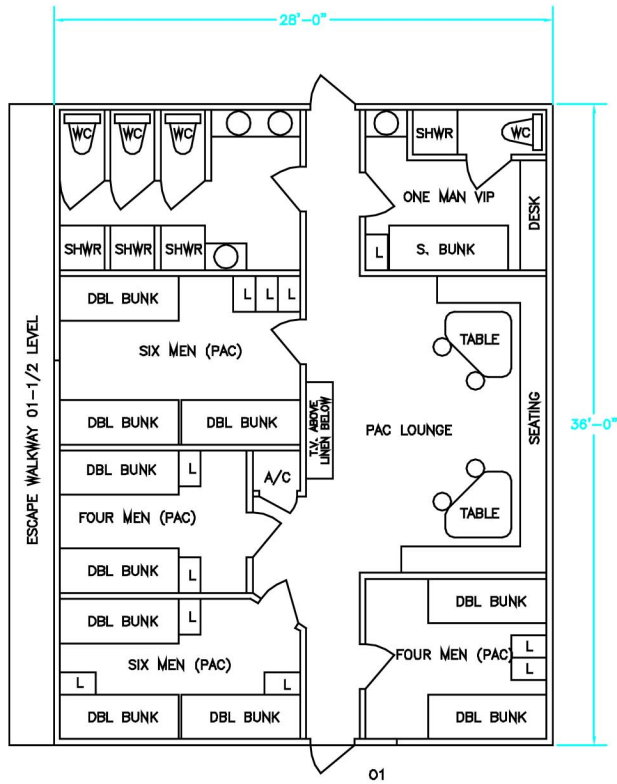 28'-0"
WC
WC
WC
SHWR
WC
ONE MAN VIP
DESK
SHWR
SHWR
SHWR
L
S. BUNK
DBL BUNK
L
L
L
ESCAPE WALKWAY 01-1/2 LEVEL
SIX MEN (PAC)
TABLE
DBL BUNK
DBL BUNK
T.V. ABOVE
LINEN BELOW
PAC LOUNGE
SEATING
36'-0"
DBL BUNK
L
A/C
FOUR MEN (PAC)
TABLE
DBL BUNK
L
DBL BUNK
L
DBL BUNK
SIX MEN (PAC)
FOUR MEN (PAC)
L
L
L
L
DBL BUNK
DBL BUNK
DBL BUNK
01